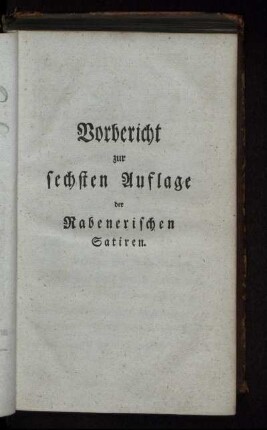 Vorbericht
zur
sechsten Auflage
der
Rabenerischen
Satiren.